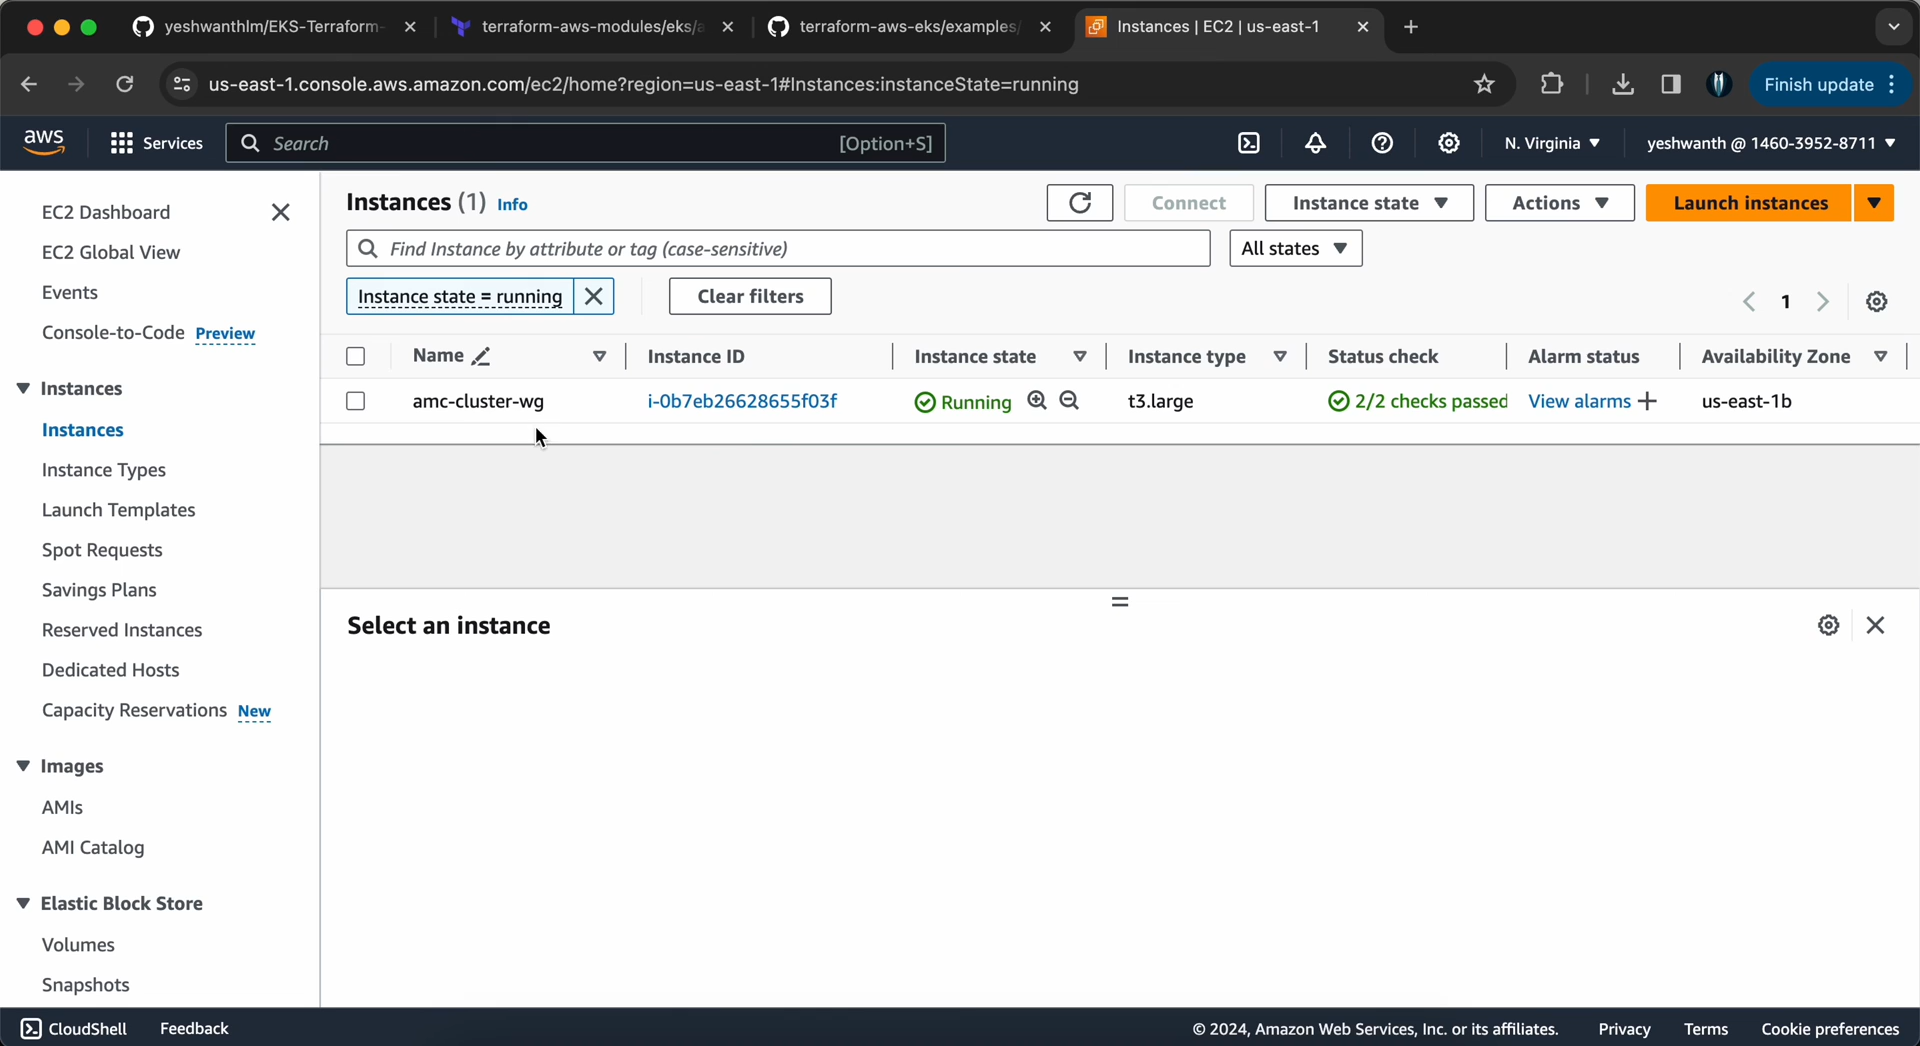 yeshwanthlm/EKS-Terraform-
terraform-aws-modules/eks/a
terraform-aws-eks/examples/
Instances | EC2 | us-east-1
us-east-1.console.aws.amazon.com/ec2/home?region=us-east-1#Instances:instanceState=running
Finish update
aws
Services
Search
[Option+S]
N. Virginia
yeshwanth @ 1460-3952-8711
EC2 Dashboard
EC2 Global View
Events
Console-to-Code Preview
Instances
Instances
Instance Types
Launch Templates
Spot Requests
Savings Plans
Reserved Instances
Dedicated Hosts
Capacity Reservations New
Images
AMIs
AMI Catalog
Elastic Block Store
Volumes
Snapshots
Instances (1) Info
Connect
Instance state
Actions
Launch instances
Find Instance by attribute or tag (case-sensitive)
All states
Instance state = running
Clear filters
1
Name
Instance ID
Instance state
Instance type
Status check
Alarm status
Availability Zone
amc-cluster-wg
i-0b7eb26628655f03f
Running
t3.large
2/2 checks passed
View alarms
us-east-1b
Select an instance
CloudShell
Feedback
© 2024, Amazon Web Services, Inc. or its affiliates.
Privacy
Terms
Cookie preferences